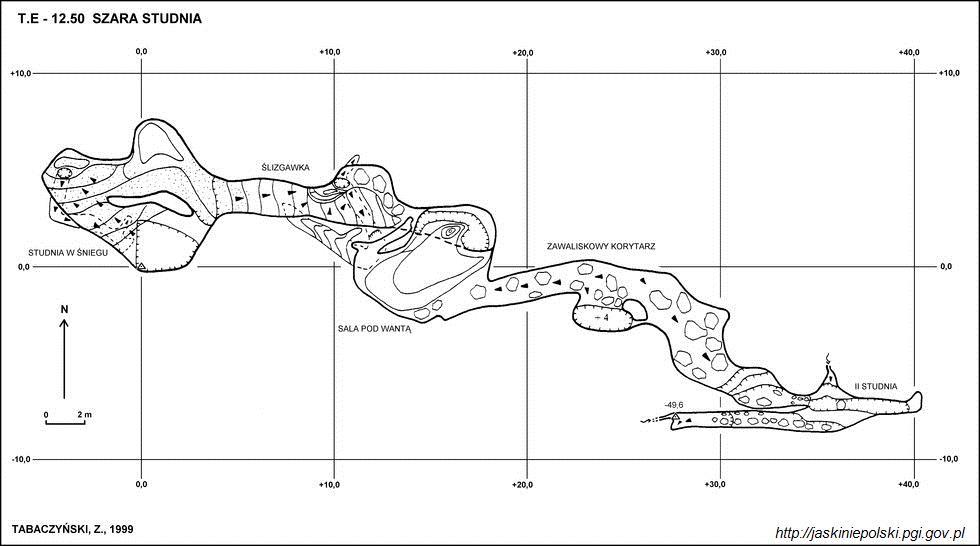 T.E - 12.50 SZARA STUDNIA
0,0 +10,0 +20,0 +30,0 +40,0
+10,0 +10,0
ŚLIZGAWKA
STUDNIA W ŚNIEGU
ZAWALISKOWY KORYTARZ
0,0 0,0
N
+ 4
SALA POD WANTĄ
II STUDNIA
-49,6
0 2 m
-10,0 -10,0
0,0 +10,0 +20,0 +30,0 +40,0
TABACZYŃSKI, Z., 1999
http://jaskiniepolski.pgi.gov.pl